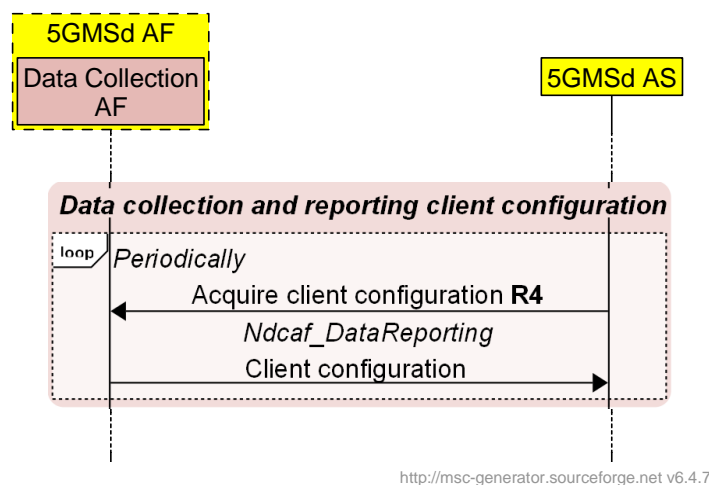 5GMSd AF
Data Collection
AF
5GMSd AS
Data collection and reporting client configuration
loop
Periodically
Acquire client configuration R4
Ndcaf_DataReporting
Client configuration
http://msc-generator.sourceforge.net v6.4.7